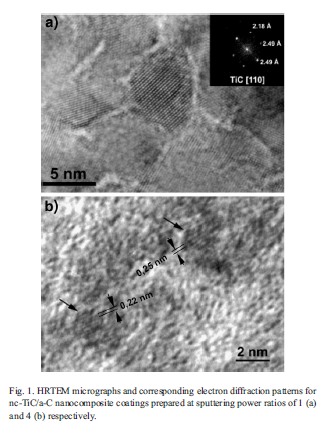 a)
2.18 Å
2.49 Å
2.49 Å
TiC [110]
5 nm
b)
0,25 nm
0,22 nm
2 nm
Fig. 1. HRTEM micrographs and corresponding electron diffraction patterns for
nc-TiC/a-C nanocomposite coatings prepared at sputtering power ratios of 1 (a)
and 4 (b) respectively.